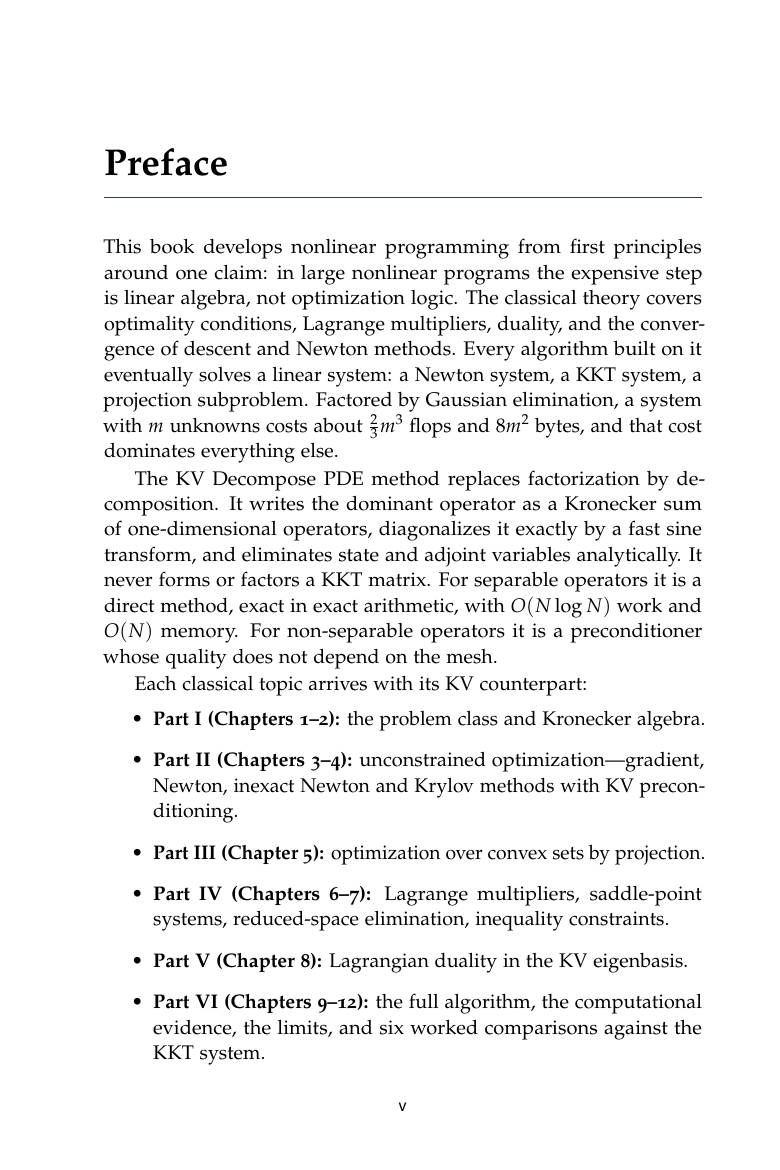 Preface
This book develops nonlinear programming from first principles
around one claim: in large nonlinear programs the expensive step
is linear algebra, not optimization logic. The classical theory covers
optimality conditions, Lagrange multipliers, duality, and the conver-
gence of descent and Newton methods. Every algorithm built on it
eventually solves a linear system: a Newton system, a KKT system, a
projection subproblem. Factored by Gaussian elimination, a system
with m unknowns costs about ⅔m³ flops and 8m² bytes, and that cost
dominates everything else.
The KV Decompose PDE method replaces factorization by de-
composition. It writes the dominant operator as a Kronecker sum
of one-dimensional operators, diagonalizes it exactly by a fast sine
transform, and eliminates state and adjoint variables analytically. It
never forms or factors a KKT matrix. For separable operators it is a
direct method, exact in exact arithmetic, with O(N log N) work and
O(N) memory. For non-separable operators it is a preconditioner
whose quality does not depend on the mesh.
Each classical topic arrives with its KV counterpart:
• Part I (Chapters 1–2): the problem class and Kronecker algebra.
• Part II (Chapters 3–4): unconstrained optimization—gradient,
Newton, inexact Newton and Krylov methods with KV precon-
ditioning.
• Part III (Chapter 5): optimization over convex sets by projection.
• Part IV (Chapters 6–7): Lagrange multipliers, saddle-point
systems, reduced-space elimination, inequality constraints.
• Part V (Chapter 8): Lagrangian duality in the KV eigenbasis.
• Part VI (Chapters 9–12): the full algorithm, the computational
evidence, the limits, and six worked comparisons against the
KKT system.
v